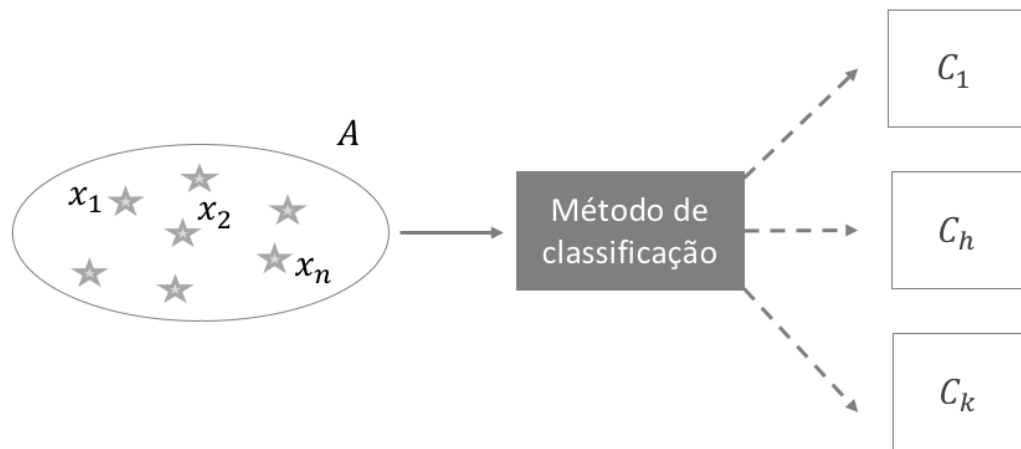 A
x₁
x₂
xₙ
Método de
classificação
C₁
Cₕ
Cₖ